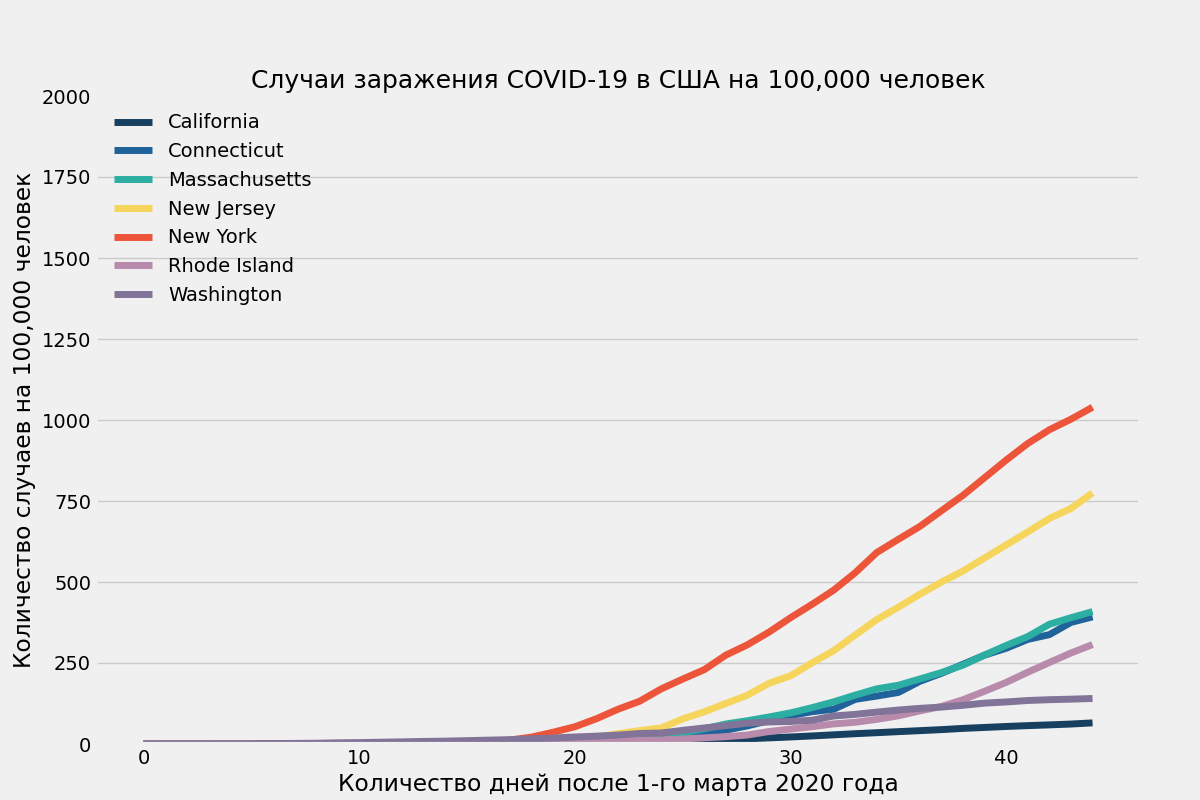 Случаи заражения COVID-19 в США на 100,000 человек
Количество случаев на 100,000 человек
2000
1750
1500
1250
1000
750
500
250
0
California
Connecticut
Massachusetts
New Jersey
New York
Rhode Island
Washington
0 10 20 30 40
Количество дней после 1-го марта 2020 года